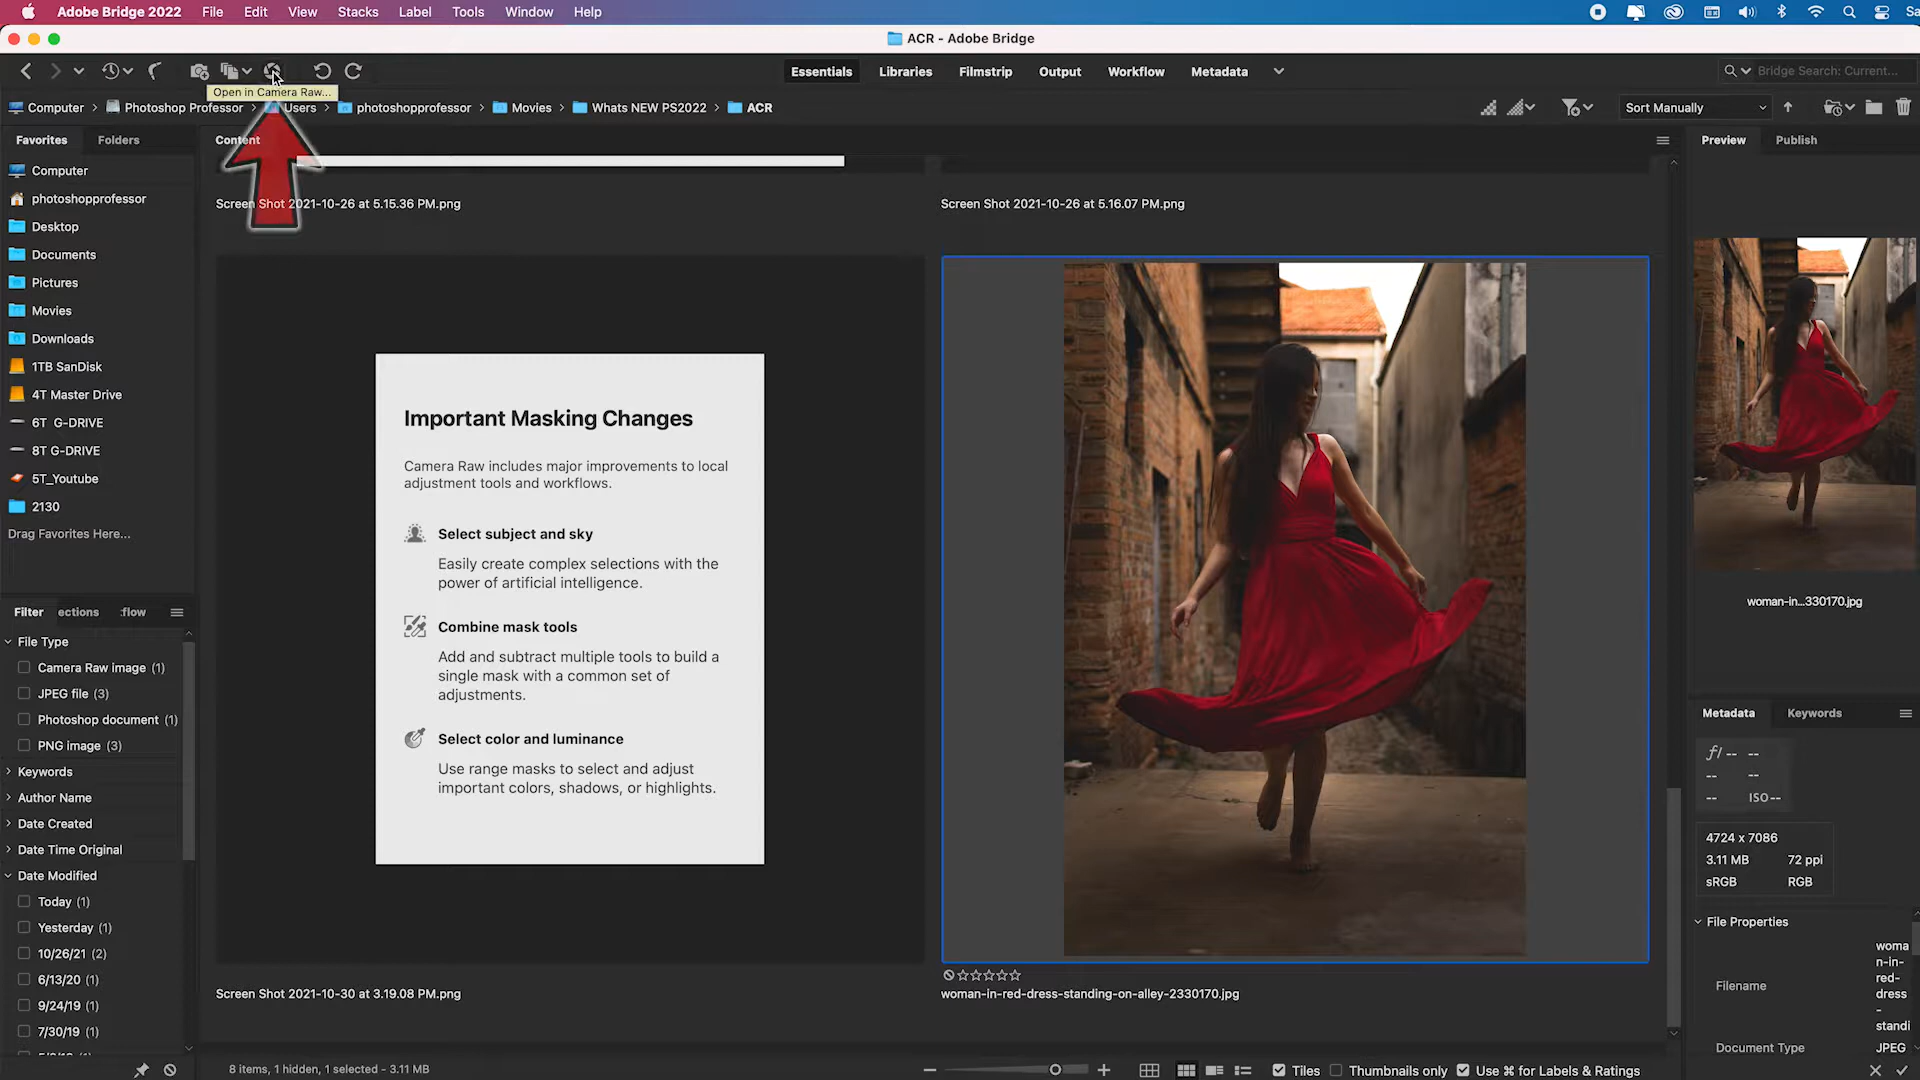 Adobe Bridge 2022 File Edit View Stacks Label Tools Window Help
ACR - Adobe Bridge
Essentials Libraries Filmstrip Output Workflow Metadata
Bridge Search: Current...
Open in Camera Raw...
Computer Photoshop Professor Users photoshopprofessor Movies Whats NEW PS2022 ACR
Sort Manually
Favorites Folders
Computer
photoshopprofessor
Desktop
Documents
Pictures
Movies
Downloads
1TB SanDisk
4T Master Drive
6T G-DRIVE
8T G-DRIVE
5T_Youtube
2130
Drag Favorites Here...
Filter ections :flow
File Type
Camera Raw image (1)
JPEG file (3)
Photoshop document (1)
PNG image (3)
Keywords
Author Name
Date Created
Date Time Original
Date Modified
Today (1)
Yesterday (1)
10/26/21 (2)
6/13/20 (1)
9/24/19 (1)
7/30/19 (1)
Content
Screen Shot 2021-10-26 at 5.15.36 PM.png
Screen Shot 2021-10-26 at 5.16.07 PM.png
Important Masking Changes
Camera Raw includes major improvements to local
adjustment tools and workflows.
Select subject and sky
Easily create complex selections with the
power of artificial intelligence.
Combine mask tools
Add and subtract multiple tools to build a
single mask with a common set of
adjustments.
Select color and luminance
Use range masks to select and adjust
important colors, shadows, or highlights.
Screen Shot 2021-10-30 at 3.19.08 PM.png
woman-in-red-dress-standing-on-alley-2330170.jpg
8 items, 1 hidden, 1 selected - 3.11 MB
Tiles Thumbnails only Use ⌘ for Labels & Ratings
Preview Publish
woman-in...330170.jpg
Metadata Keywords
f/ -- --
-- --
-- ISO --
4724 x 7086
3.11 MB 72 ppi
sRGB RGB
File Properties
Filename
woma
n-in-
red-
dress
-
standi
Document Type JPEG